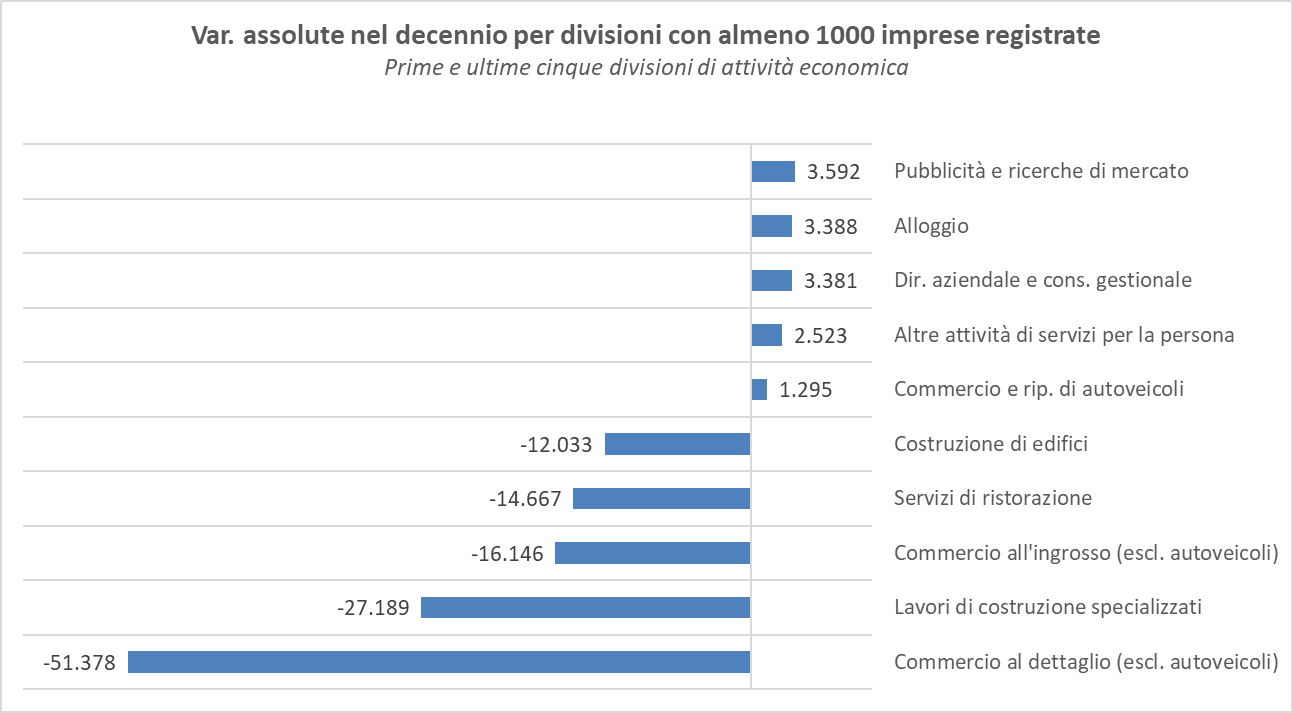 Var. assolute nel decennio per divisioni con almeno 1000 imprese registrate
Prime e ultime cinque divisioni di attività economica
3.592 Pubblicità e ricerche di mercato
3.388 Alloggio
3.381 Dir. aziendale e cons. gestionale
2.523 Altre attività di servizi per la persona
1.295 Commercio e rip. di autoveicoli
-12.033 Costruzione di edifici
-14.667 Servizi di ristorazione
-16.146 Commercio all'ingrosso (escl. autoveicoli)
-27.189 Lavori di costruzione specializzati
-51.378 Commercio al dettaglio (escl. autoveicoli)